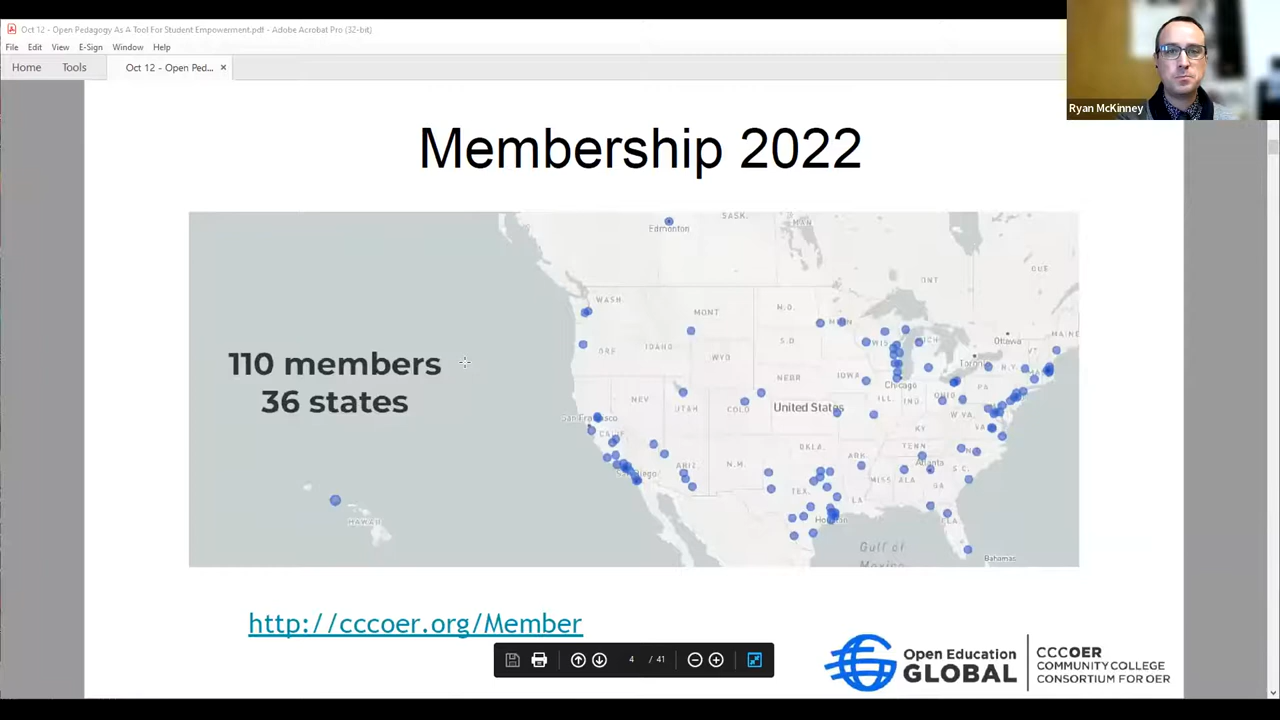 Oct 12 - Open Pedagogy As A Tool For Student Empowerment.pdf - Adobe Acrobat Pro (32-bit)
File Edit View E-Sign Window Help
Home Tools Oct 12 - Open Ped... ×
Ryan McKinney
Membership 2022
SASK.
MAN
Edmonton
ONT
QUE
WASH.
MONT
N.D.
MAINE
Ottawa
ORE
IDAHO
S.D
WIS
MICH
VT
Toronto
WYO
N.Y.
110 members
36 states
NEBR
IOWA
Chicago
PA
NEV
UTAH
COLO
United States
ILL.
IND.
OHIO
W.VA.
San Francisco
CALIF
KY
VA
OKLA.
TENN
ARIZ.
N.M.
ARK.
Atlanta
S.C.
San Diego
MISS
ALA
GA
TEX.
LA
HAWAII
Houston
FLA
Gulf of
Mexico
Bahamas
http://cccoer.org/Member
4 / 41
Open Education
GLOBAL
CCCOER
COMMUNITY COLLEGE
CONSORTIUM FOR OER